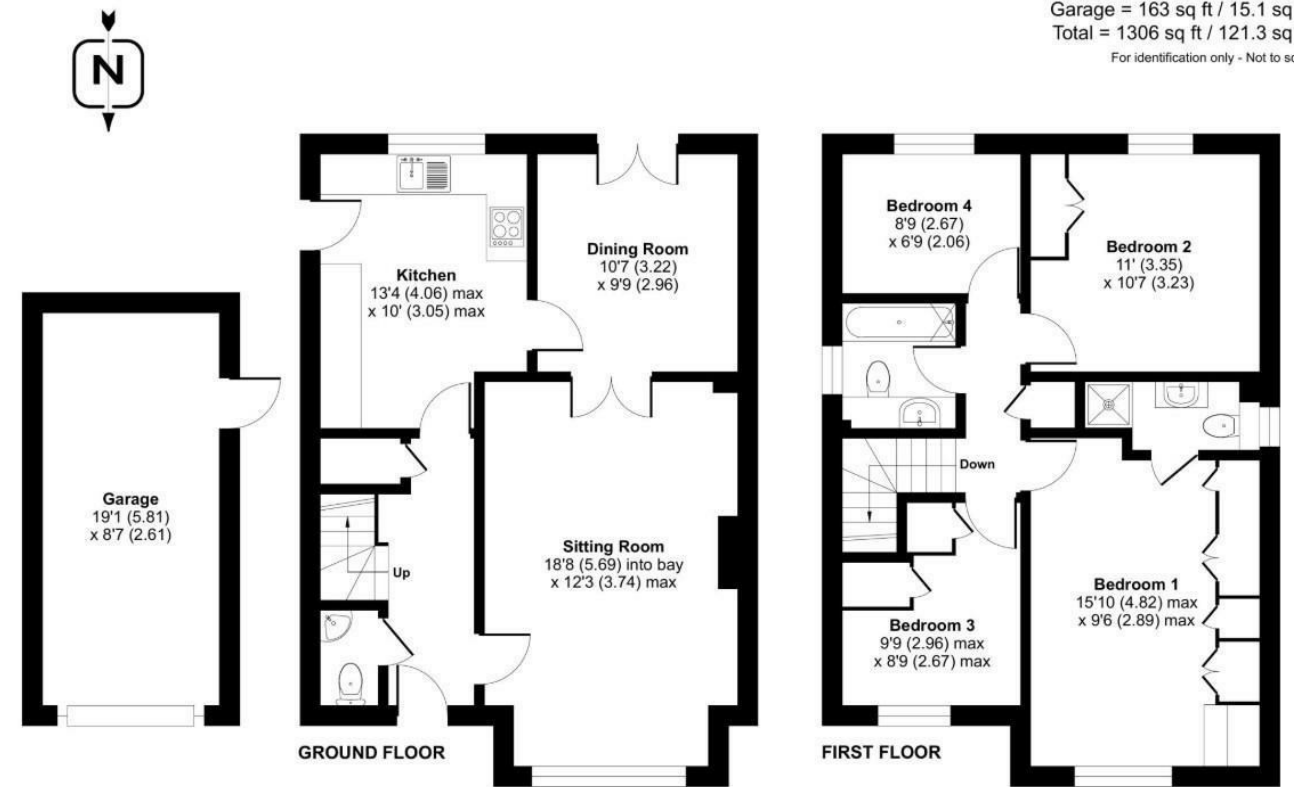 Garage = 163 sq ft / 15.1 sq
Total = 1306 sq ft / 121.3 sq
For identification only - Not to sc
N
Kitchen
13'4 (4.06) max
x 10' (3.05) max
Dining Room
10'7 (3.22)
x 9'9 (2.96)
Garage
19'1 (5.81)
x 8'7 (2.61)
Up
Sitting Room
18'8 (5.69) into bay
x 12'3 (3.74) max
GROUND FLOOR
Bedroom 4
8'9 (2.67)
x 6'9 (2.06)
Bedroom 2
11' (3.35)
x 10'7 (3.23)
Down
Bedroom 1
15'10 (4.82) max
x 9'6 (2.89) max
Bedroom 3
9'9 (2.96) max
x 8'9 (2.67) max
FIRST FLOOR